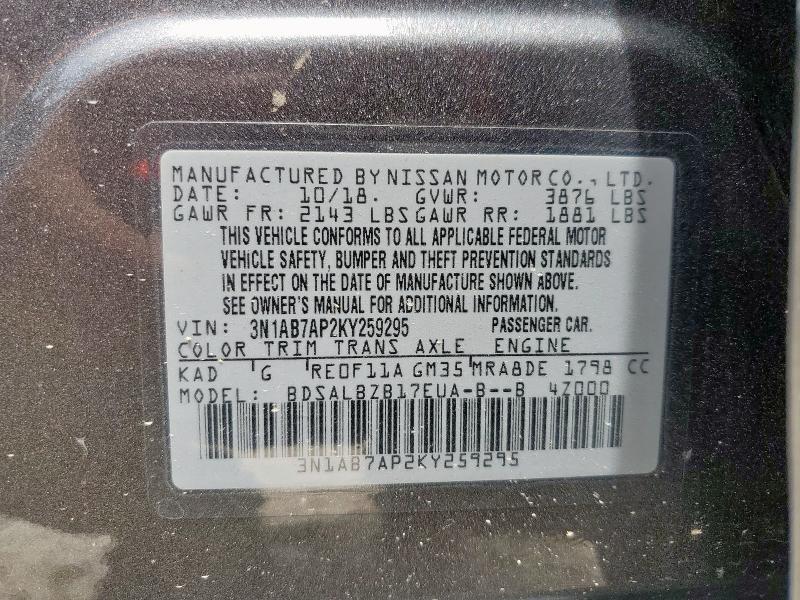 MANUFACTURED BY NISSAN MOTOR CO., LTD.
DATE: 10/18. GVWR: 3876 LBS
GAWR FR: 2143 LBS GAWR RR: 1881 LBS
THIS VEHICLE CONFORMS TO ALL APPLICABLE FEDERAL MOTOR
VEHICLE SAFETY, BUMPER AND THEFT PREVENTION STANDARDS
IN EFFECT ON THE DATE OF MANUFACTURE SHOWN ABOVE.
SEE OWNER'S MANUAL FOR ADDITIONAL INFORMATION.
VIN: 3N1AB7AP2KY259295 PASSENGER CAR.
COLOR TRIM TRANS AXLE ENGINE
KAD G RE0F11A GM35 MRA8DE 1798 CC
MODEL: BDSALBZB17EUA-B--B 4Z000
3N1AB7AP2KY259295